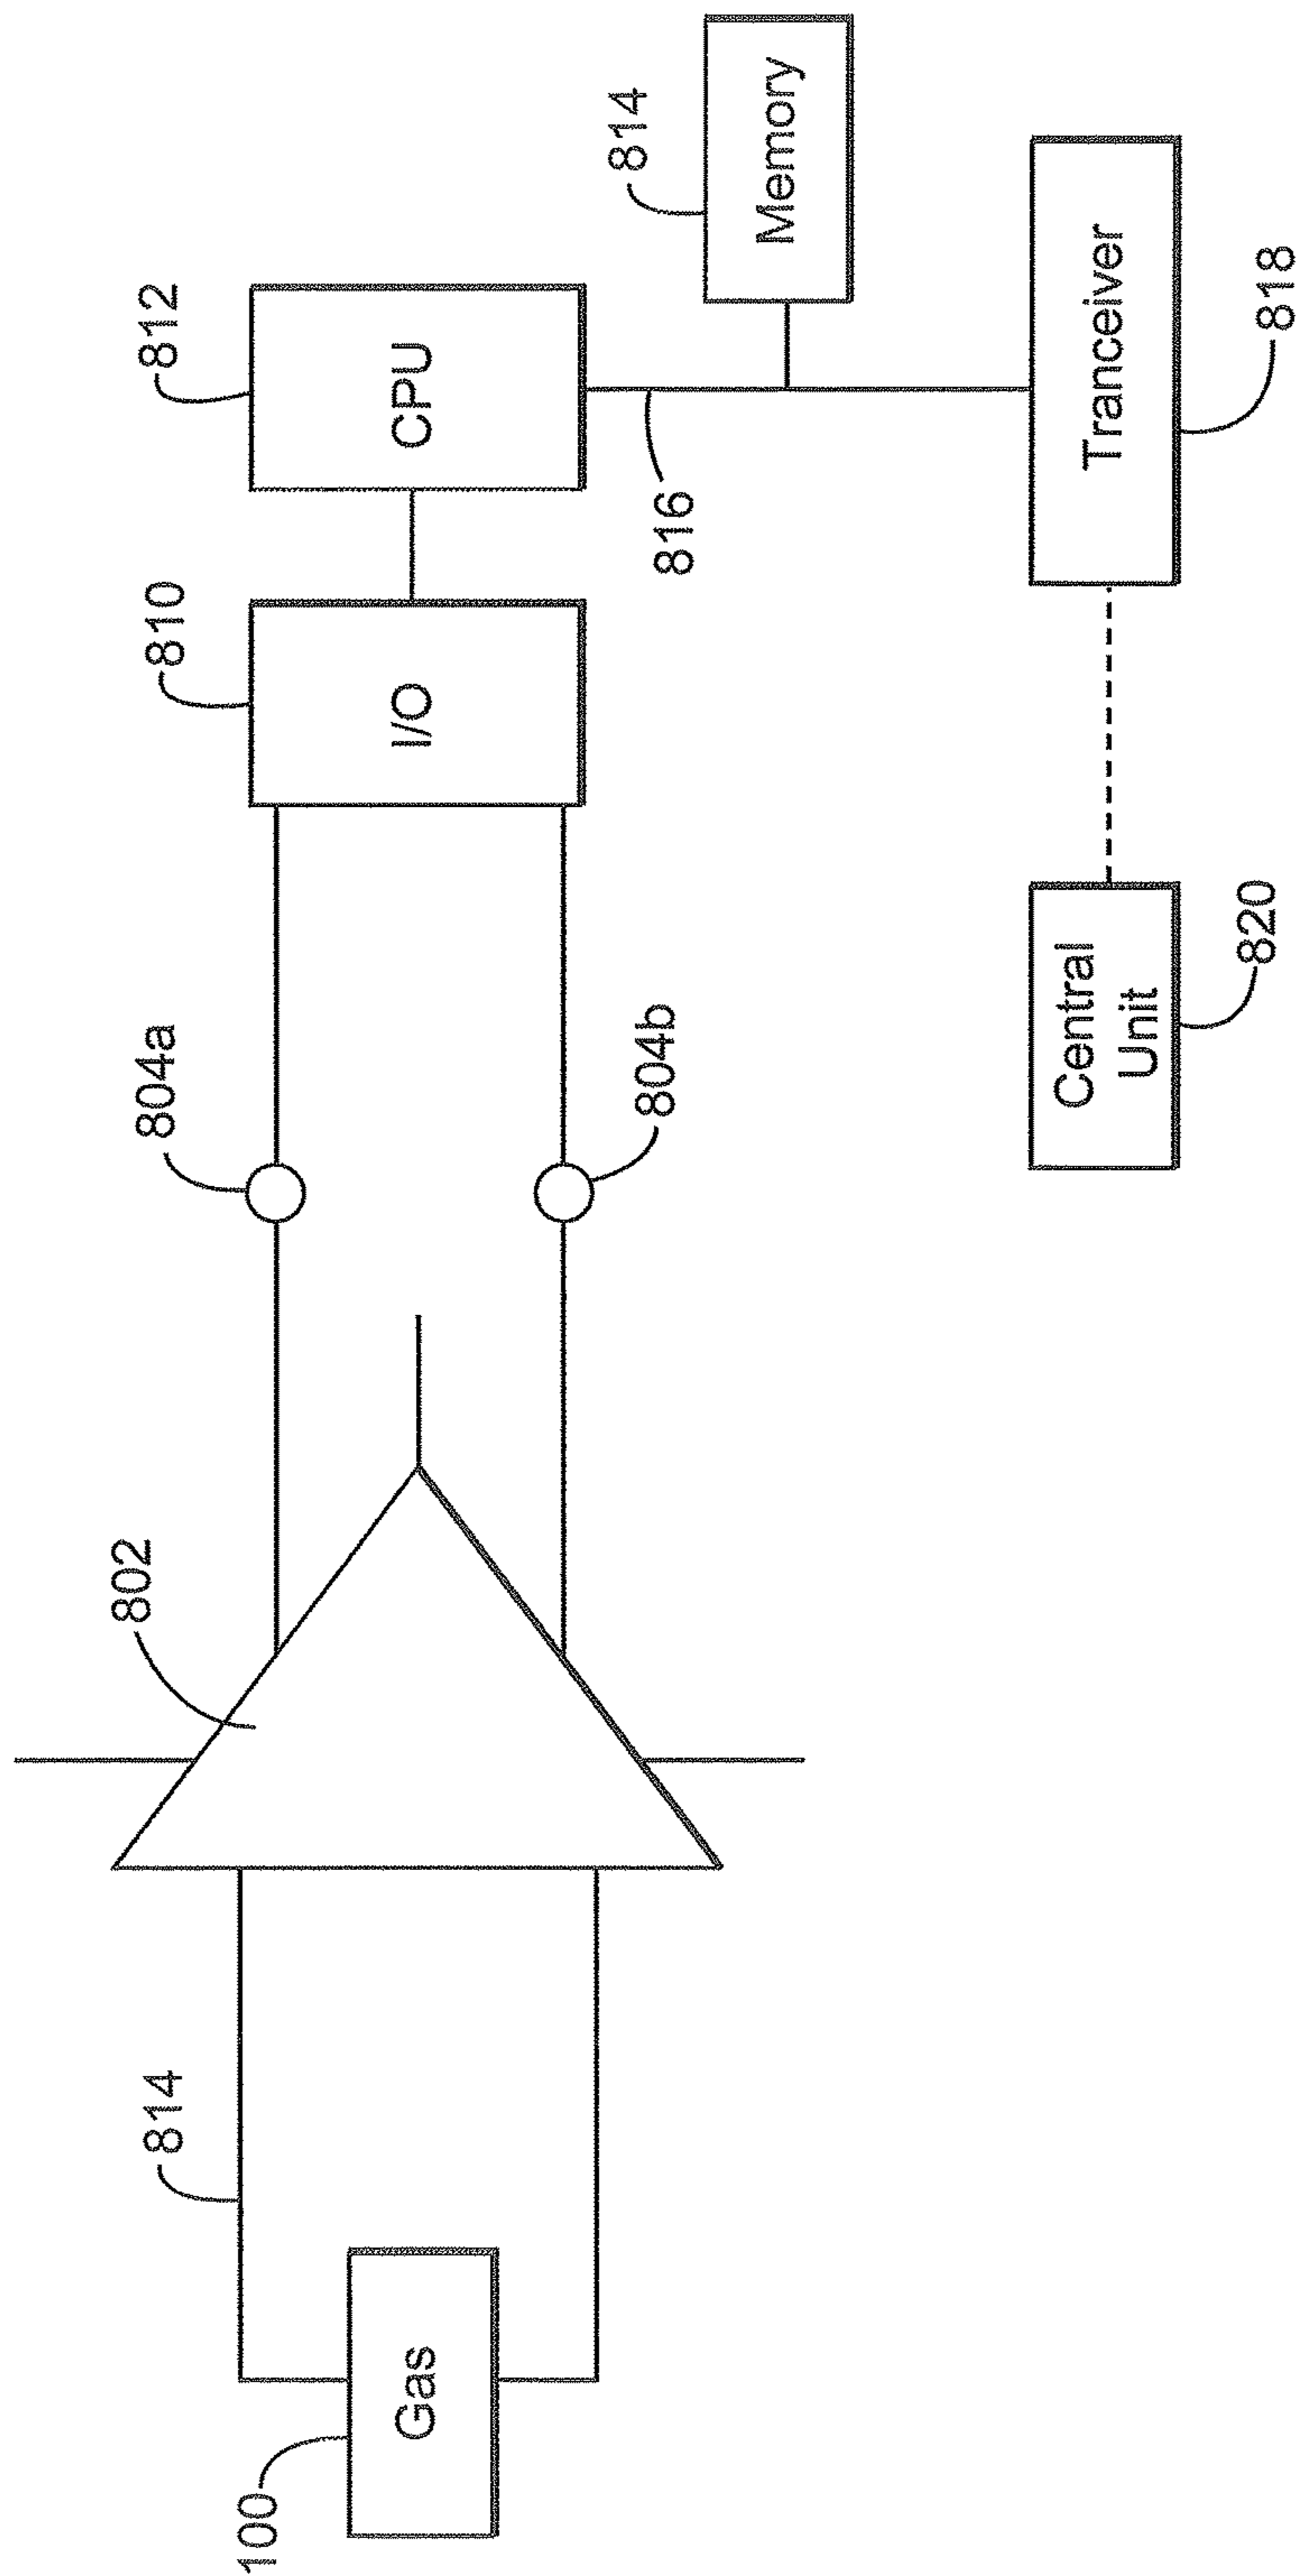 814
802
804a
810
812
100
Gas
I/O
CPU
804b
816
814
Memory
Central
Unit
820
Tranceiver
818